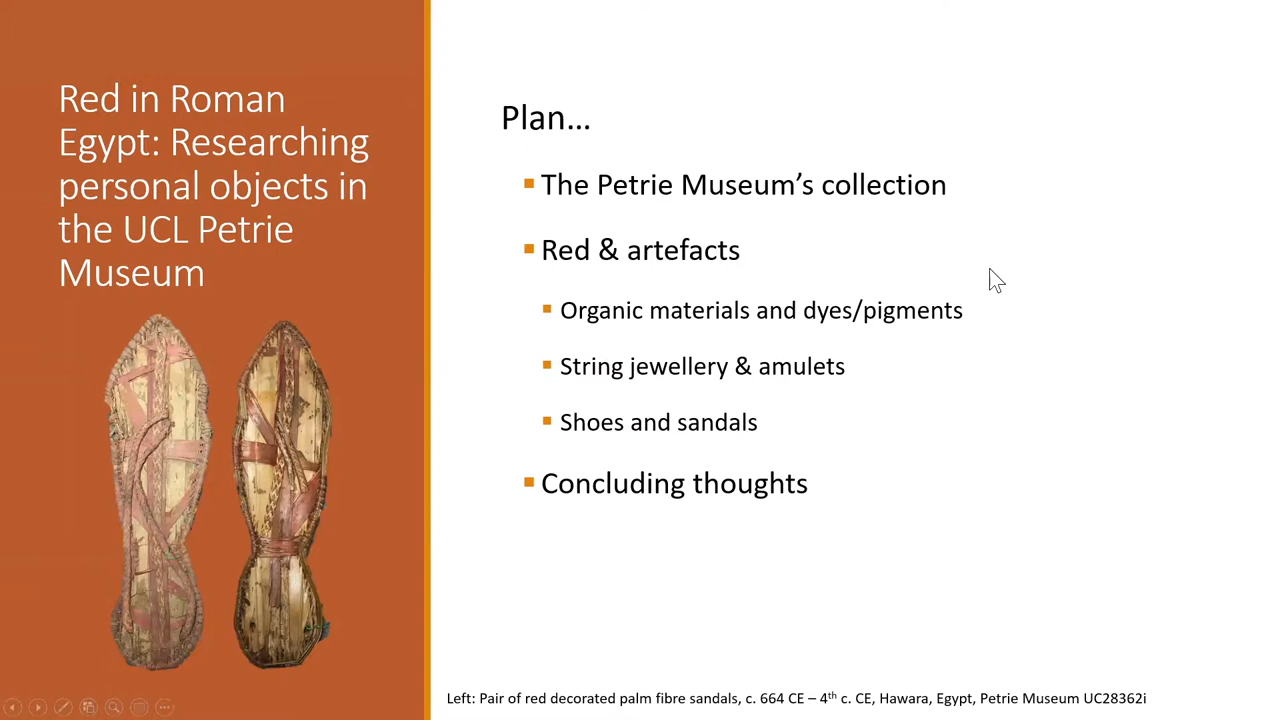 Red in Roman
Egypt: Researching
personal objects in
the UCL Petrie
Museum
Plan…
The Petrie Museum’s collection
Red & artefacts
Organic materials and dyes/pigments
String jewellery & amulets
Shoes and sandals
Concluding thoughts
Left: Pair of red decorated palm fibre sandals, c. 664 CE – 4th c. CE, Hawara, Egypt, Petrie Museum UC28362i